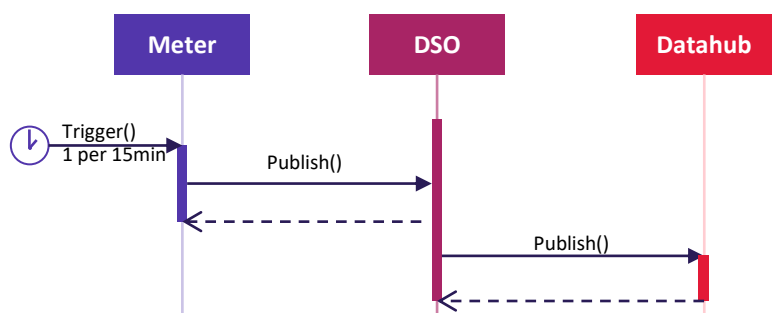 Meter
DSO
Datahub
Trigger()
1 per 15min
Publish()
Publish()